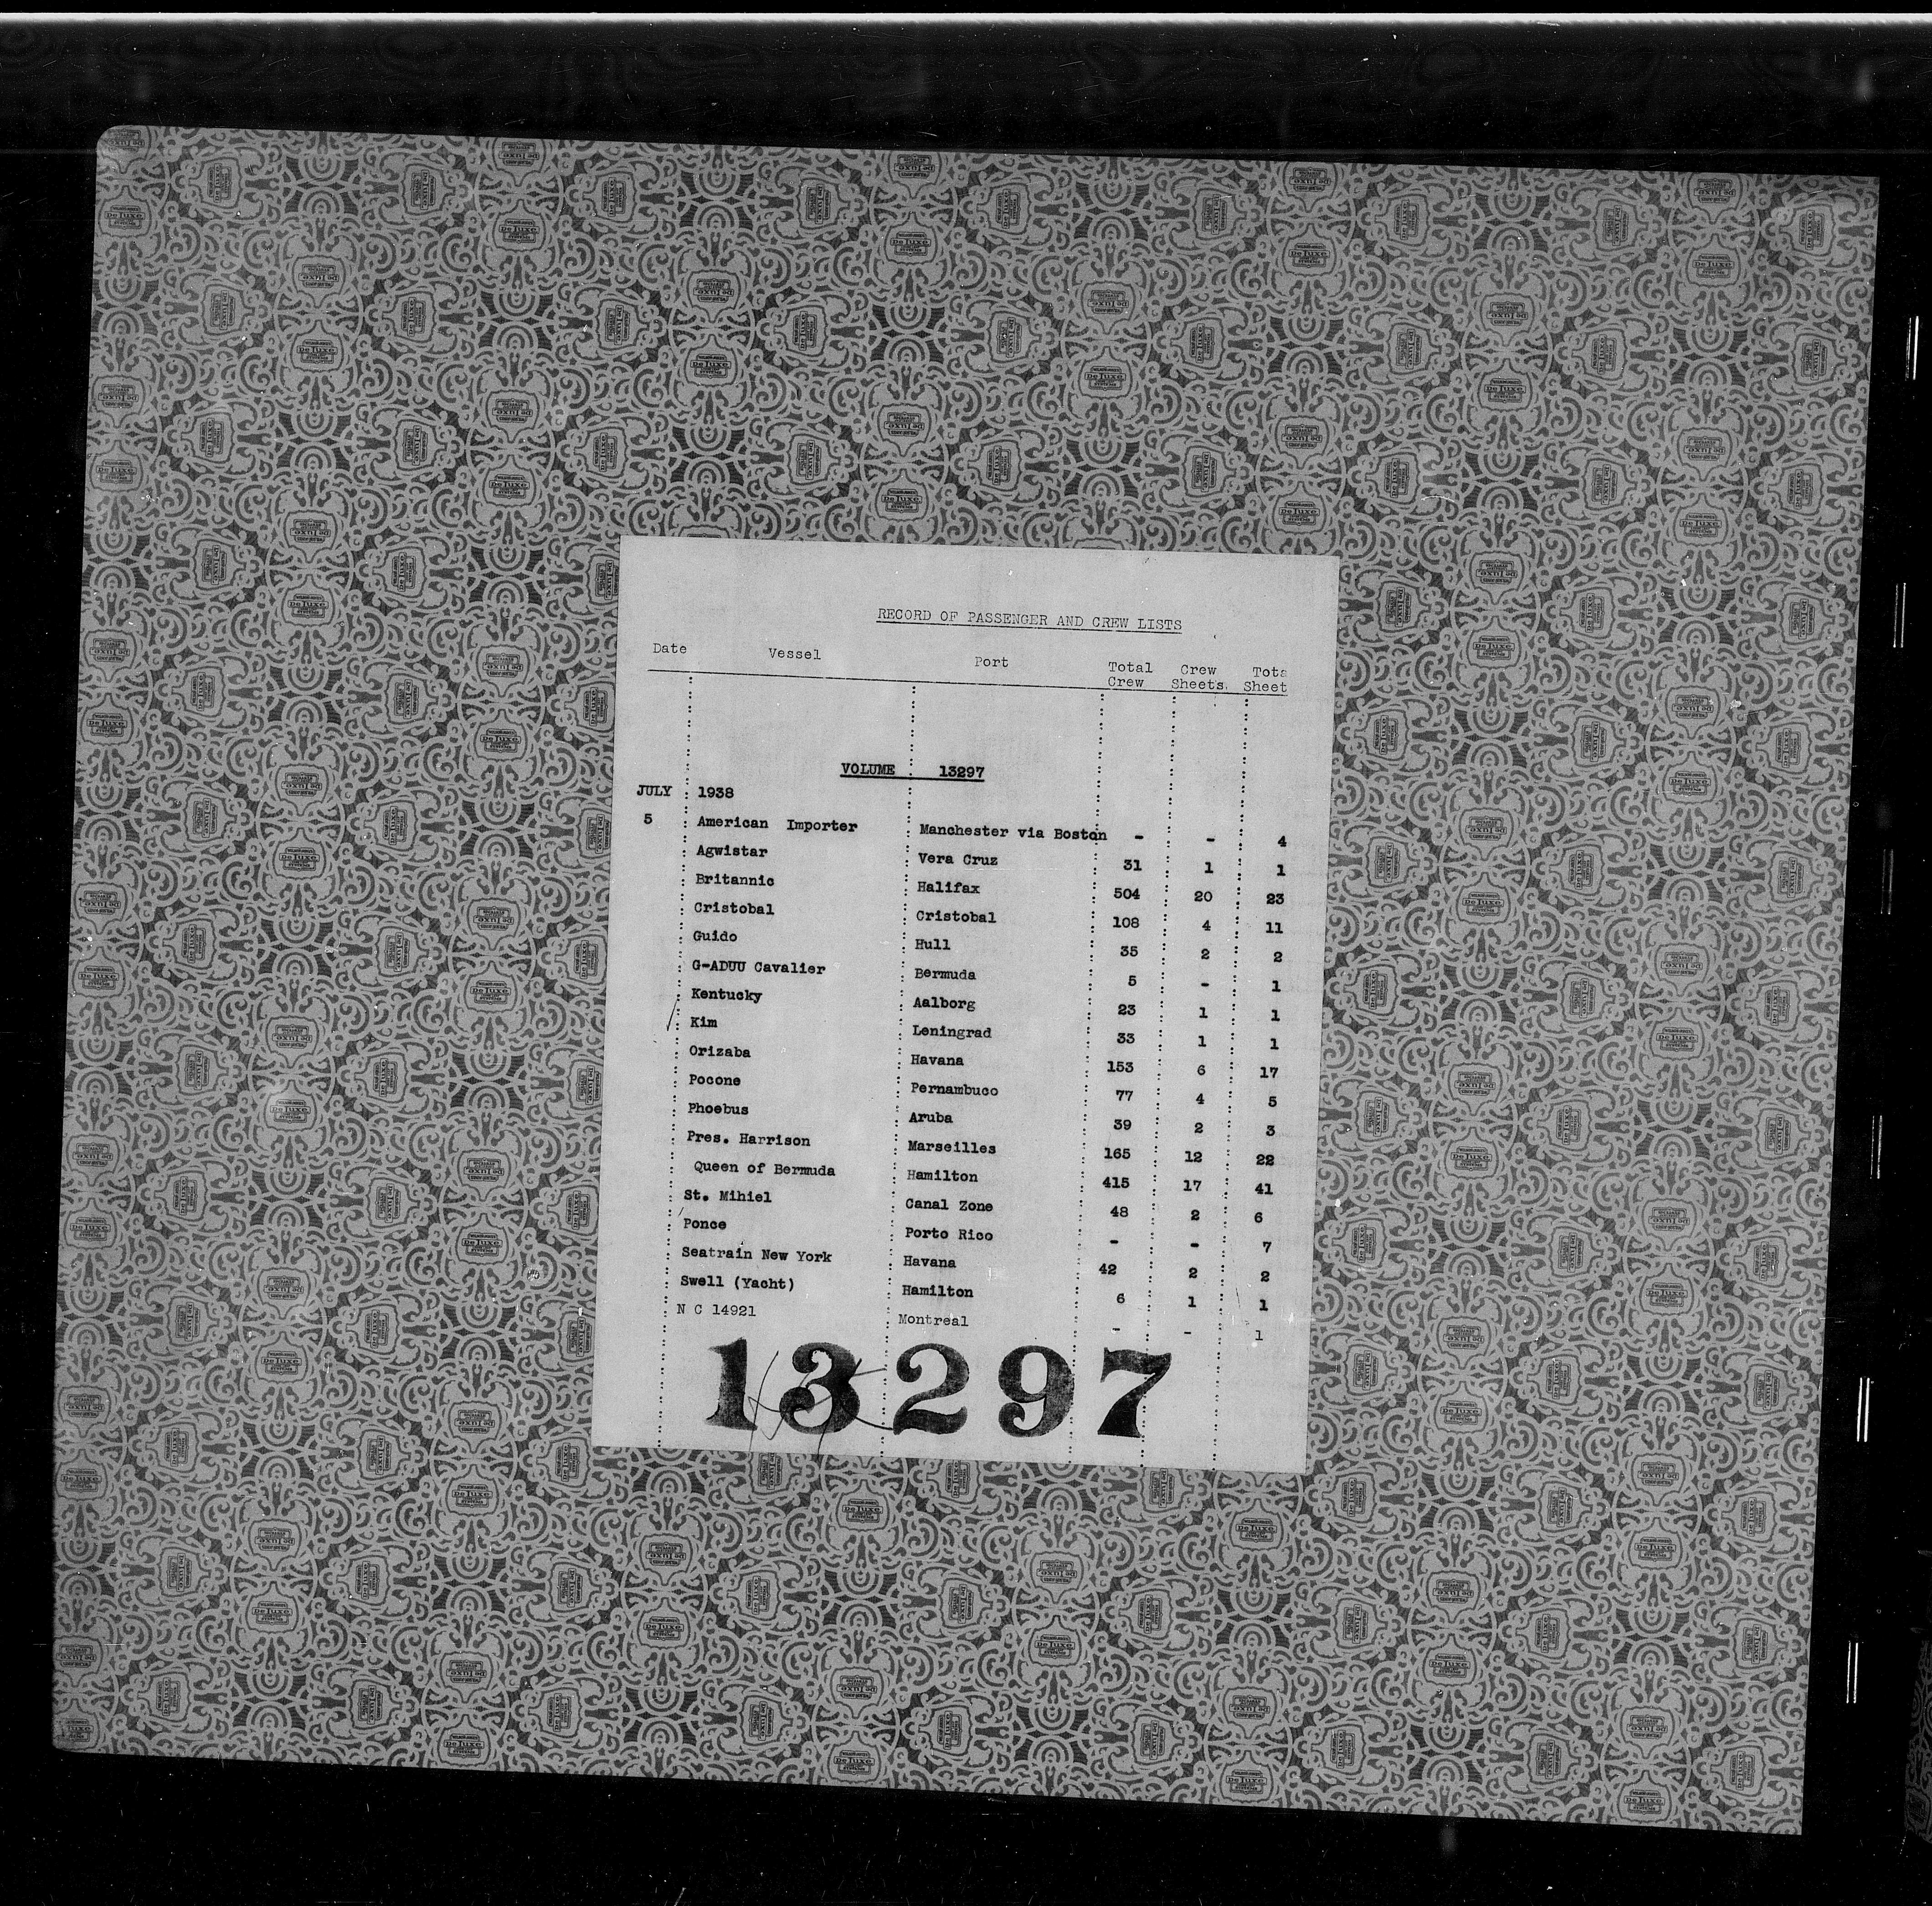 RECORD OF PASSENGER AND CREW LISTS
Date Vessel Port Total Crew Crew Sheets. Tota Sheet
VOLUME 13297
JULY 1938
5 American Importer Manchester via Boston - - 4
Agwistar Vera Cruz 31 1 1
Britannic Halifax 504 20 23
Cristobal Cristobal 108 4 11
Guido Hull 35 2 2
G-ADUU Cavalier Bermuda 5 - 1
Kentucky Aalborg 23 1 1
Kim Leningrad 33 1 1
Orizaba Havana 153 6 17
Pocone Pernambuco 77 4 5
Phoebus Aruba 39 2 3
Pres. Harrison Marseilles 165 12 22
Queen of Bermuda Hamilton 415 17 41
St. Mihiel Canal Zone 48 2 6
Ponce Porto Rico - - 7
Seatrain New York Havana 42 2 2
Swell (Yacht) Hamilton 6 1 1
N C 14921 Montreal - - 1
13297